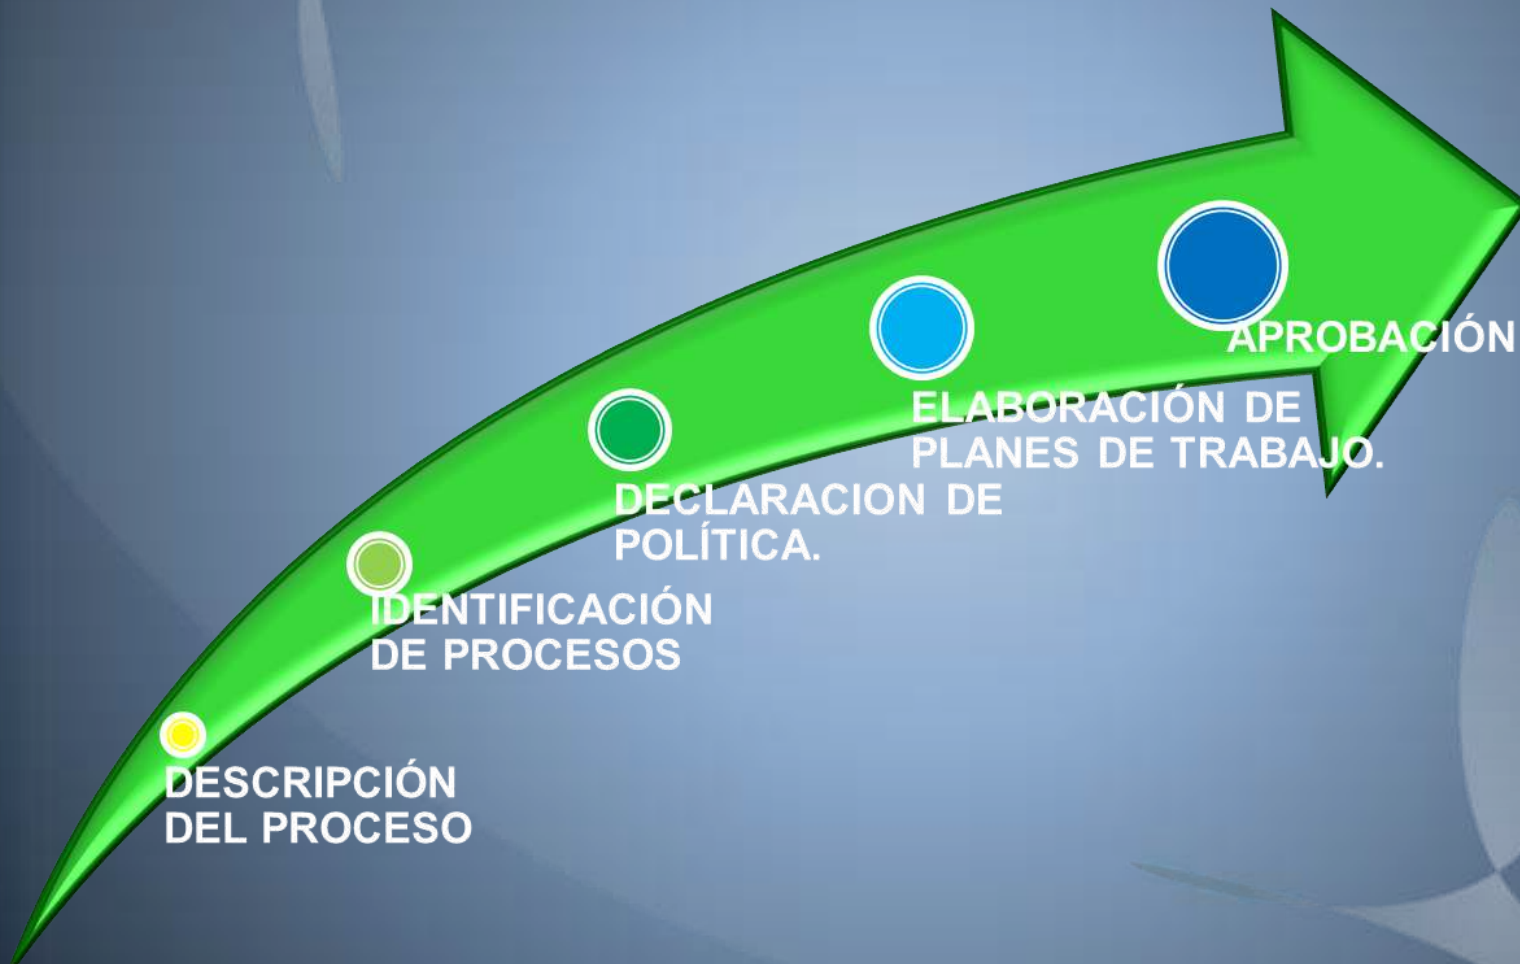 DESCRIPCIÓN
DEL PROCESO
IDENTIFICACIÓN
DE PROCESOS
DECLARACION DE
POLÍTICA.
ELABORACIÓN DE
PLANES DE TRABAJO.
APROBACIÓN